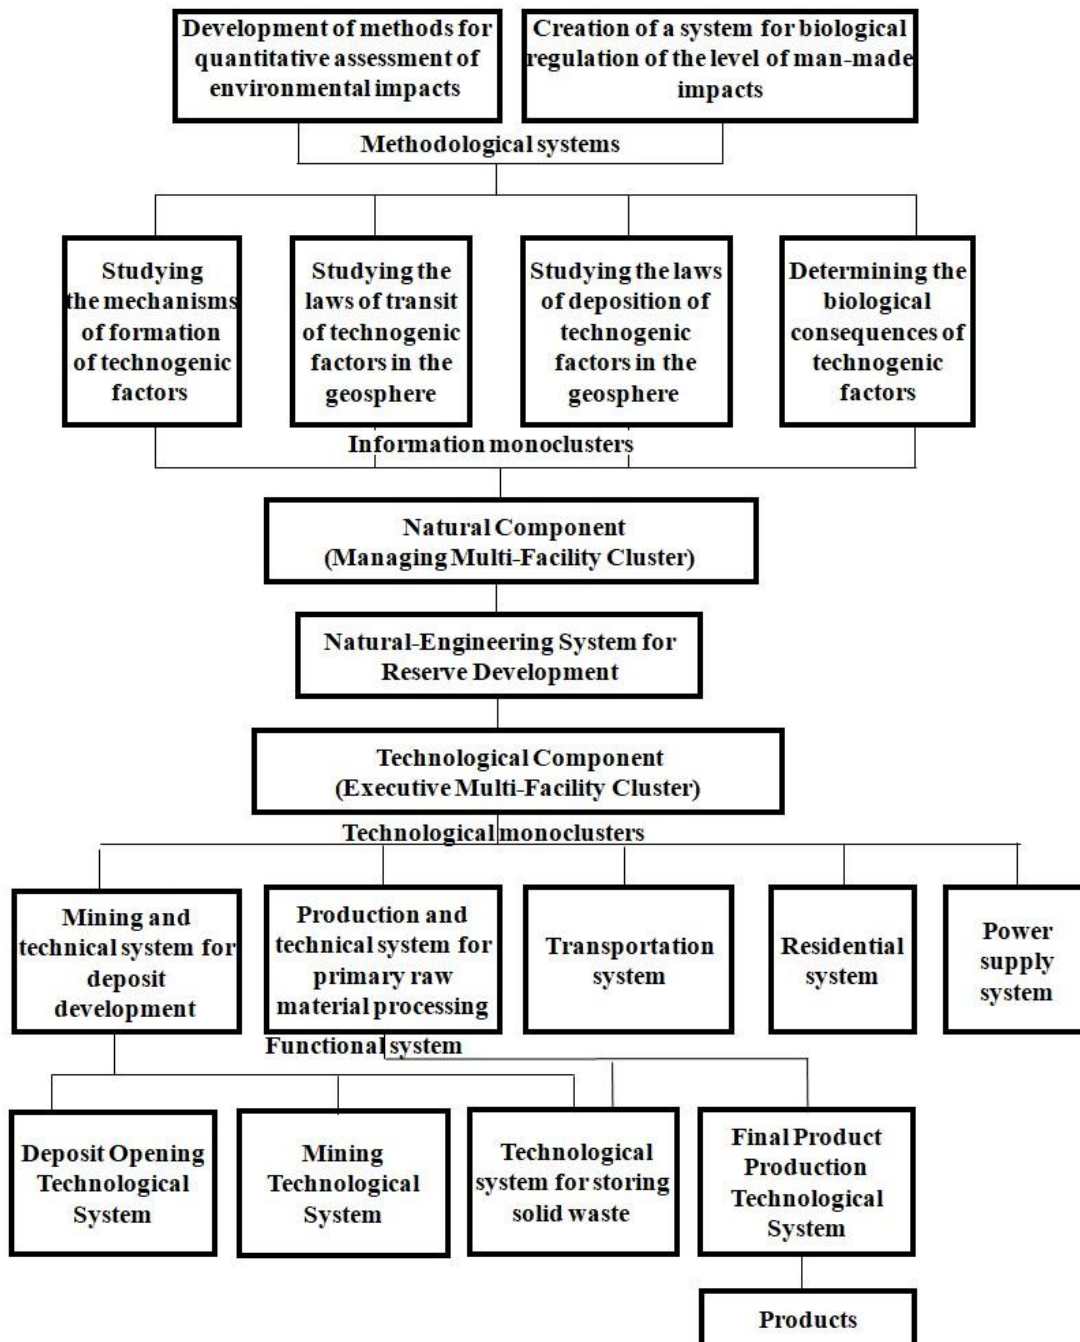 Development of methods for
quantitative assessment of
environmental impacts
Creation of a system for biological
regulation of the level of man-made
impacts
Methodological systems
Studying
the mechanisms
of formation
of technogenic
factors
Studying the
laws of transit
of technogenic
factors in the
geosphere
Studying the laws
of deposition of
technogenic
factors in the
geosphere
Determining the
biological
consequences of
technogenic
factors
Information monoclusters
Natural Component
(Managing Multi-Facility Cluster)
Natural-Engineering System for
Reserve Development
Technological Component
(Executive Multi-Facility Cluster)
Technological monoclusters
Mining and
technical system for
deposit
development
Production and
technical system for
primary raw
material processing
Transportation
system
Residential
system
Power
supply
system
Functional system
Deposit Opening
Technological
System
Mining
Technological
System
Technological
system for storing
solid waste
Final Product
Production
Technological
System
Products